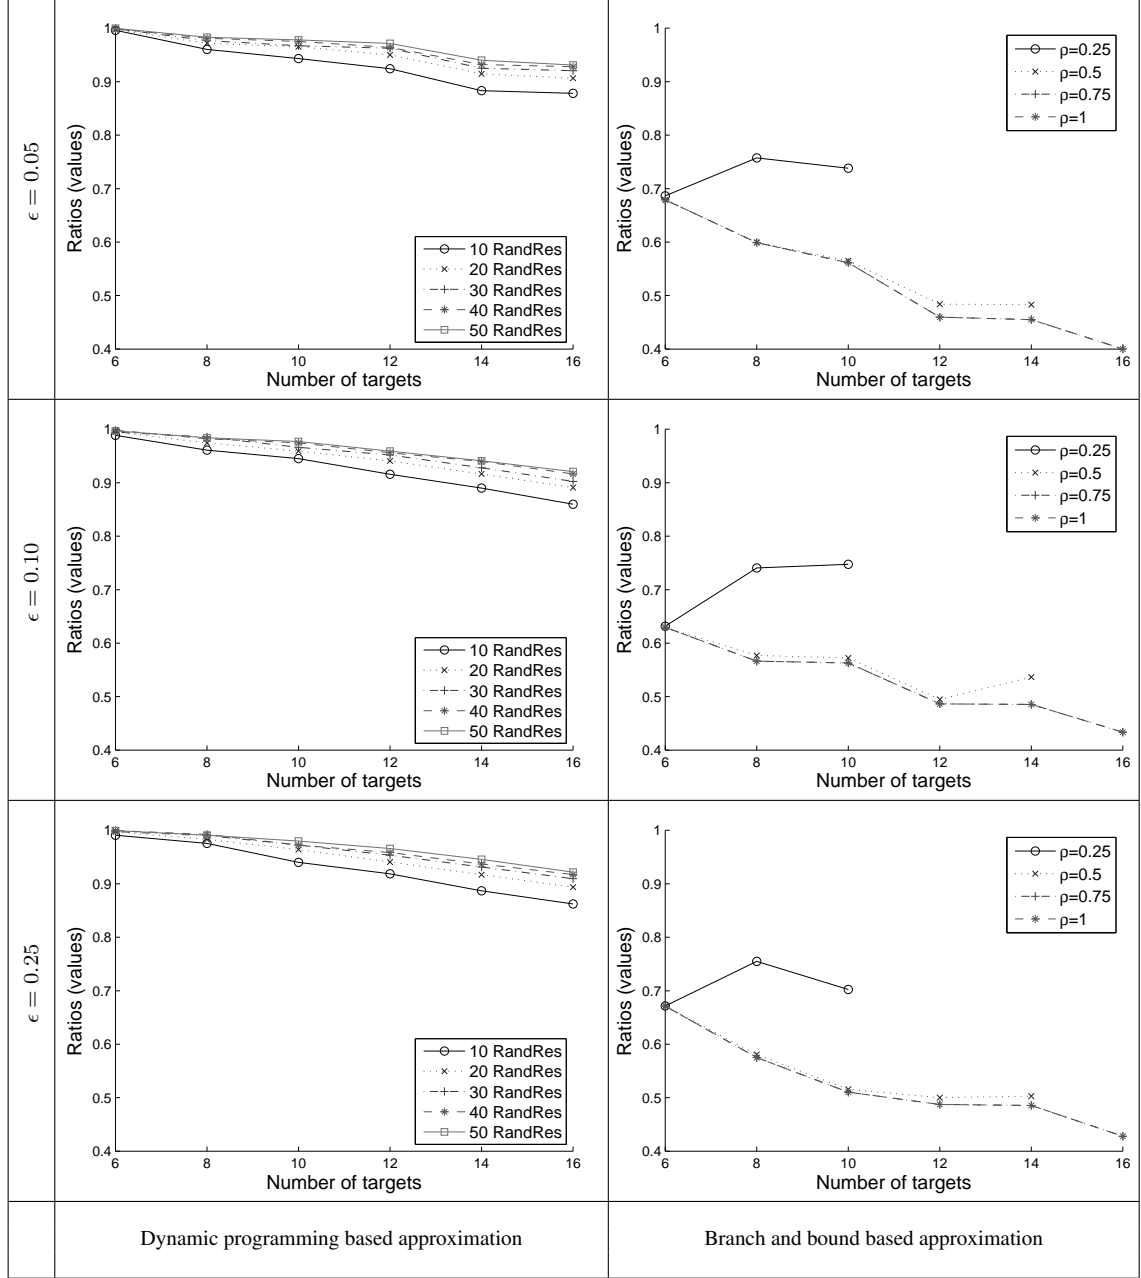 ϵ = 0.05
Ratios (values)
1
0.9
0.8
0.7
0.6
0.5
0.4
6 8 10 12 14 16
Number of targets
10 RandRes
20 RandRes
30 RandRes
40 RandRes
50 RandRes
Ratios (values)
1
0.9
0.8
0.7
0.6
0.5
0.4
6 8 10 12 14 16
Number of targets
ρ=0.25
ρ=0.5
ρ=0.75
ρ=1
ϵ = 0.10
Ratios (values)
1
0.9
0.8
0.7
0.6
0.5
0.4
6 8 10 12 14 16
Number of targets
10 RandRes
20 RandRes
30 RandRes
40 RandRes
50 RandRes
Ratios (values)
1
0.9
0.8
0.7
0.6
0.5
0.4
6 8 10 12 14 16
Number of targets
ρ=0.25
ρ=0.5
ρ=0.75
ρ=1
ϵ = 0.25
Ratios (values)
1
0.9
0.8
0.7
0.6
0.5
0.4
6 8 10 12 14 16
Number of targets
10 RandRes
20 RandRes
30 RandRes
40 RandRes
50 RandRes
Ratios (values)
1
0.9
0.8
0.7
0.6
0.5
0.4
6 8 10 12 14 16
Number of targets
ρ=0.25
ρ=0.5
ρ=0.75
ρ=1
Dynamic programming based approximation
Branch and bound based approximation